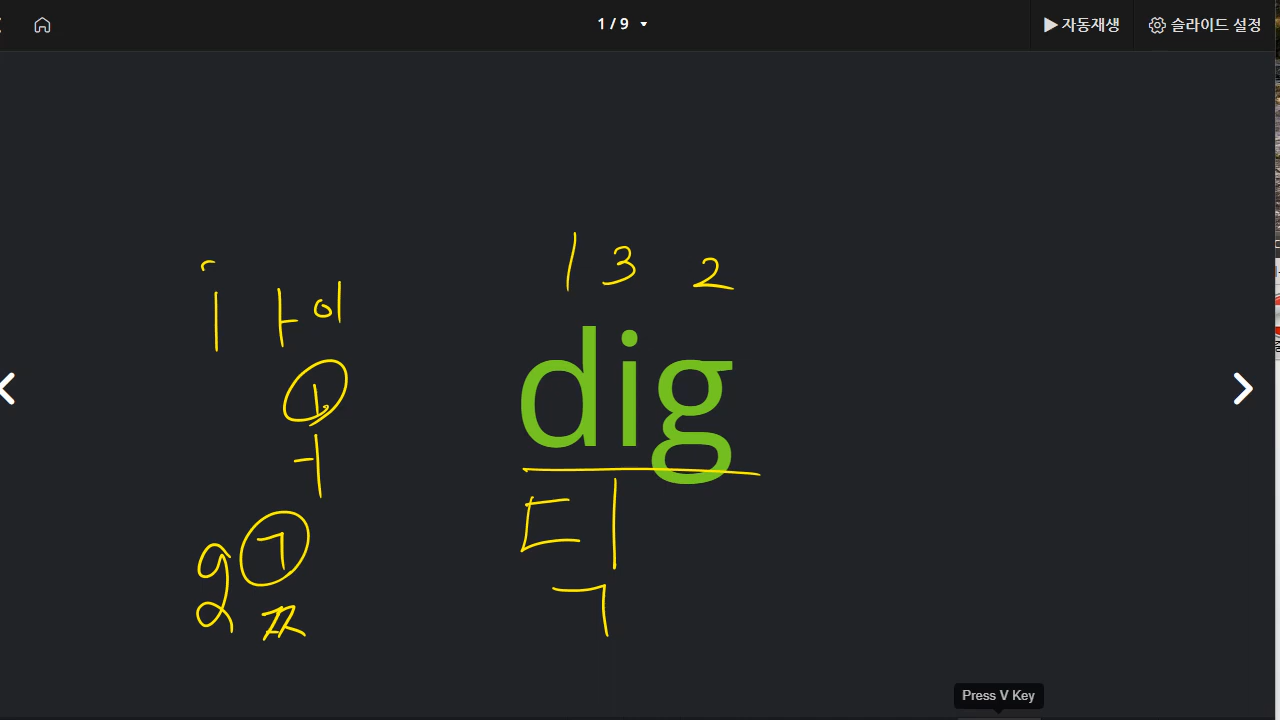 1 / 9
자동재생
슬라이드 설정
1 3 2
i ㅏ이
ㅣ
ㅓ
dig
디
ㄱ
g ㄱ
ㅈ
Press V Key